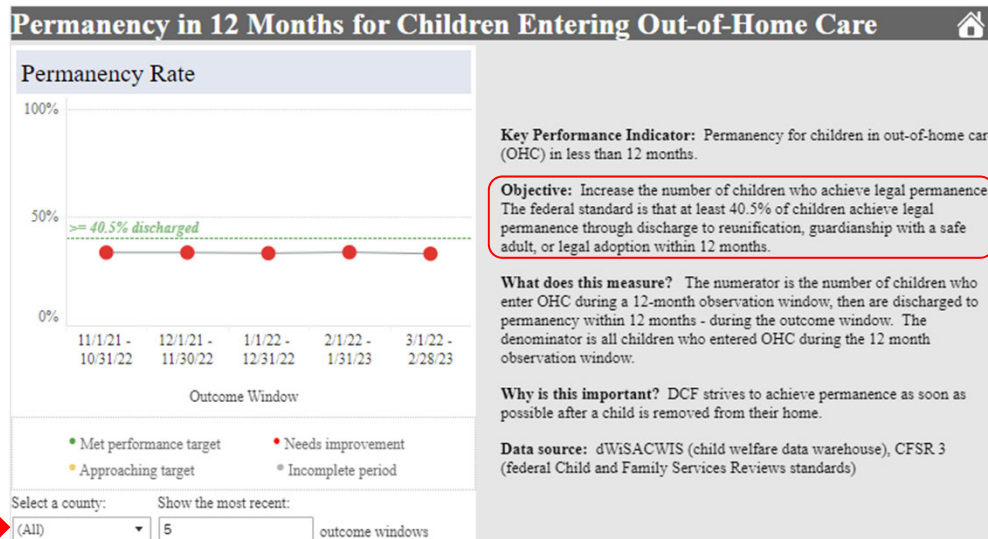 Permanency in 12 Months for Children Entering Out-of-Home Care
Permanency Rate
100%
50%
>= 40.5% discharged
0%
11/1/21 - 12/1/21 - 1/1/22 - 2/1/22 - 3/1/22 -
10/31/22 11/30/22 12/31/22 1/31/23 2/28/23
Outcome Window
Met performance target Needs improvement
Approaching target Incomplete period
Select a county: Show the most recent:
(All) 5 outcome windows
Key Performance Indicator: Permanency for children in out-of-home car
(OHC) in less than 12 months.
Objective: Increase the number of children who achieve legal permanence
The federal standard is that at least 40.5% of children achieve legal
permanence through discharge to reunification, guardianship with a safe
adult, or legal adoption within 12 months.
What does this measure? The numerator is the number of children who
enter OHC during a 12-month observation window, then are discharged to
permanency within 12 months - during the outcome window. The
denominator is all children who entered OHC during the 12 month
observation window.
Why is this important? DCF strives to achieve permanence as soon as
possible after a child is removed from their home.
Data source: dWiSACWIS (child welfare data warehouse), CFSR 3
(federal Child and Family Services Reviews standards)